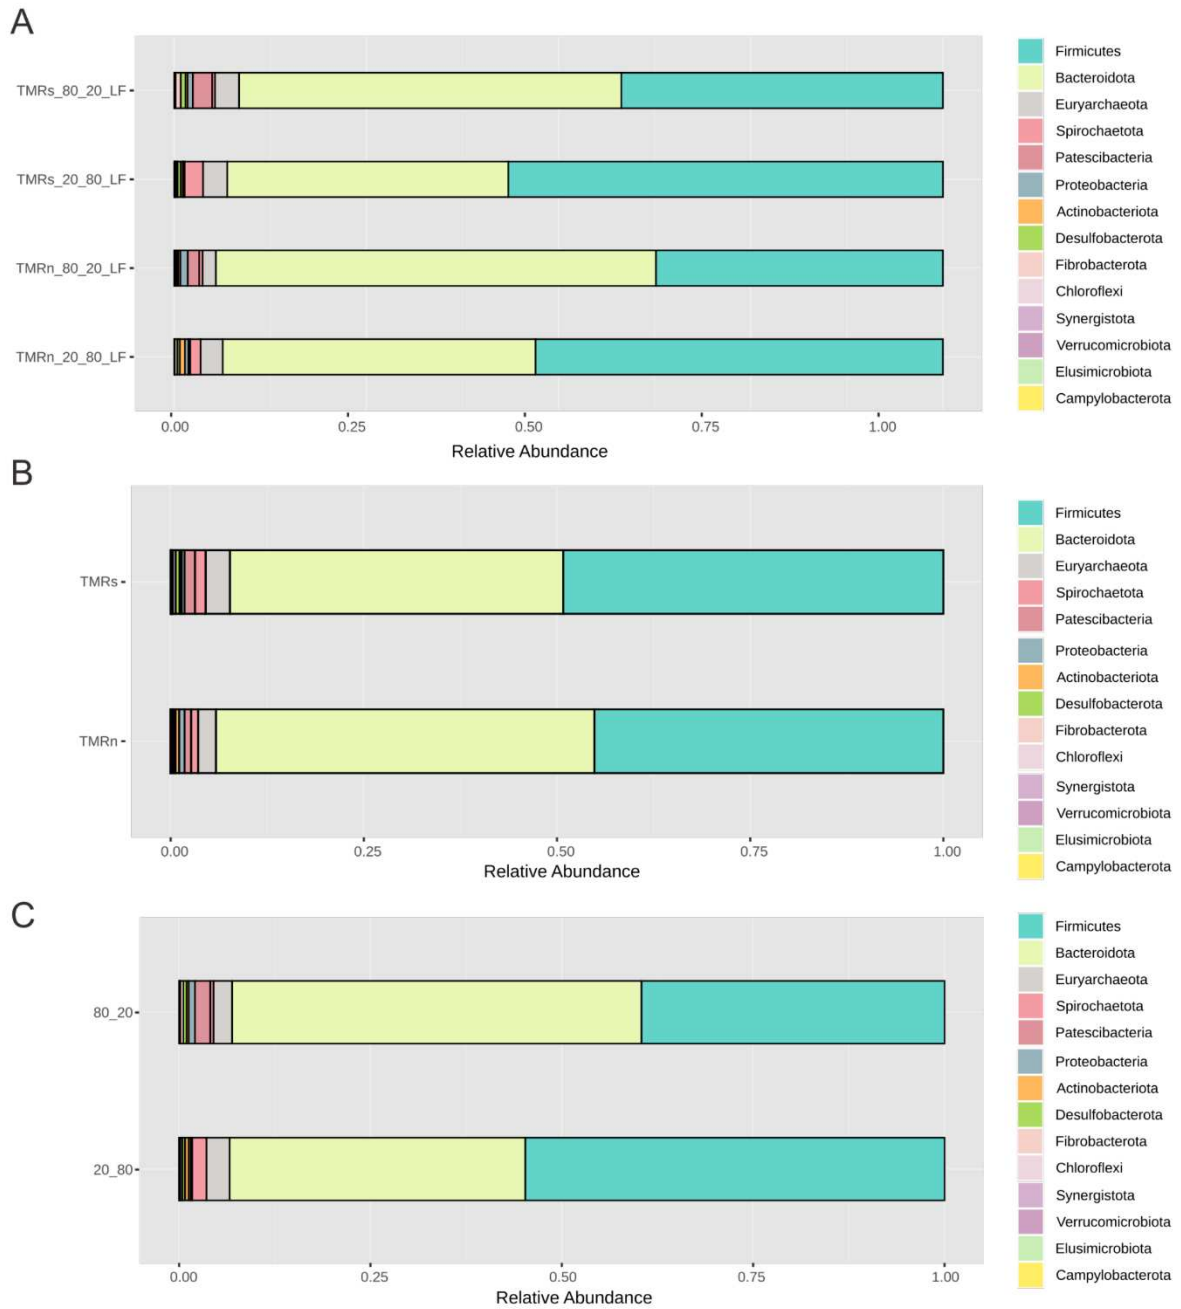 A
TMRs_80_20_LF
TMRs_20_80_LF
TMRn_80_20_LF
TMRn_20_80_LF
0.00 0.25 0.50 0.75 1.00
Relative Abundance
Firmicutes
Bacteroidota
Euryarchaeota
Spirochaetota
Patescibacteria
Proteobacteria
Actinobacteriota
Desulfobacterota
Fibrobacterota
Chloroflexi
Synergistota
Verrucomicrobiota
Elusimicrobiota
Campylobacterota
B
TMRs
TMRn
0.00 0.25 0.50 0.75 1.00
Relative Abundance
Firmicutes
Bacteroidota
Euryarchaeota
Spirochaetota
Patescibacteria
Proteobacteria
Actinobacteriota
Desulfobacterota
Fibrobacterota
Chloroflexi
Synergistota
Verrucomicrobiota
Elusimicrobiota
Campylobacterota
C
80_20
20_80
0.00 0.25 0.50 0.75 1.00
Relative Abundance
Firmicutes
Bacteroidota
Euryarchaeota
Spirochaetota
Patescibacteria
Proteobacteria
Actinobacteriota
Desulfobacterota
Fibrobacterota
Chloroflexi
Synergistota
Verrucomicrobiota
Elusimicrobiota
Campylobacterota